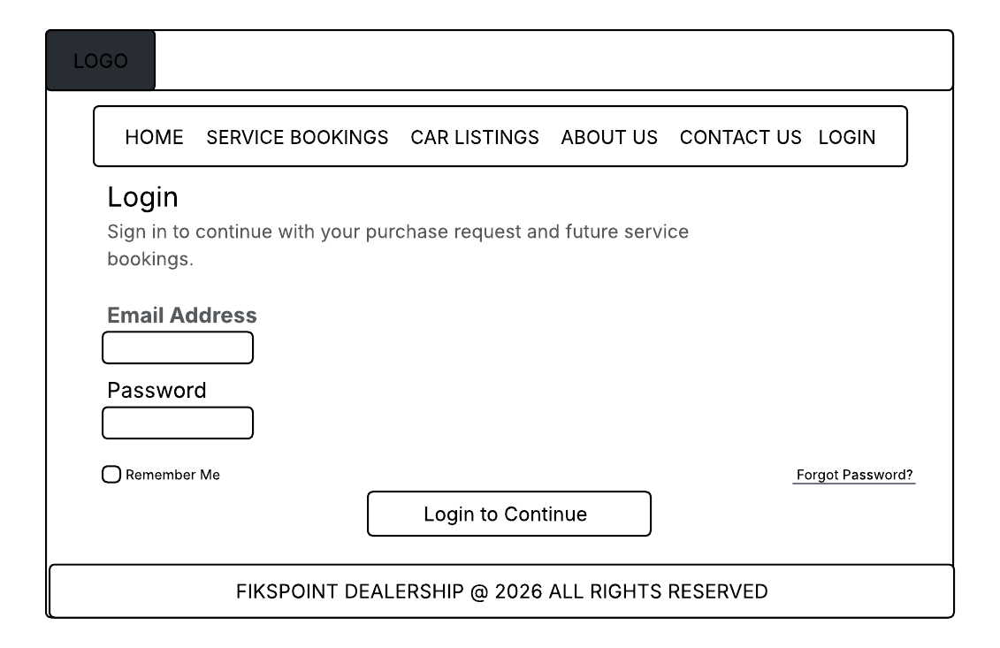 LOGO
HOME SERVICE BOOKINGS CAR LISTINGS ABOUT US CONTACT US LOGIN
Login
Sign in to continue with your purchase request and future service
bookings.
Email Address
Password
Remember Me Forgot Password?
Login to Continue
FIKSPOINT DEALERSHIP @ 2026 ALL RIGHTS RESERVED